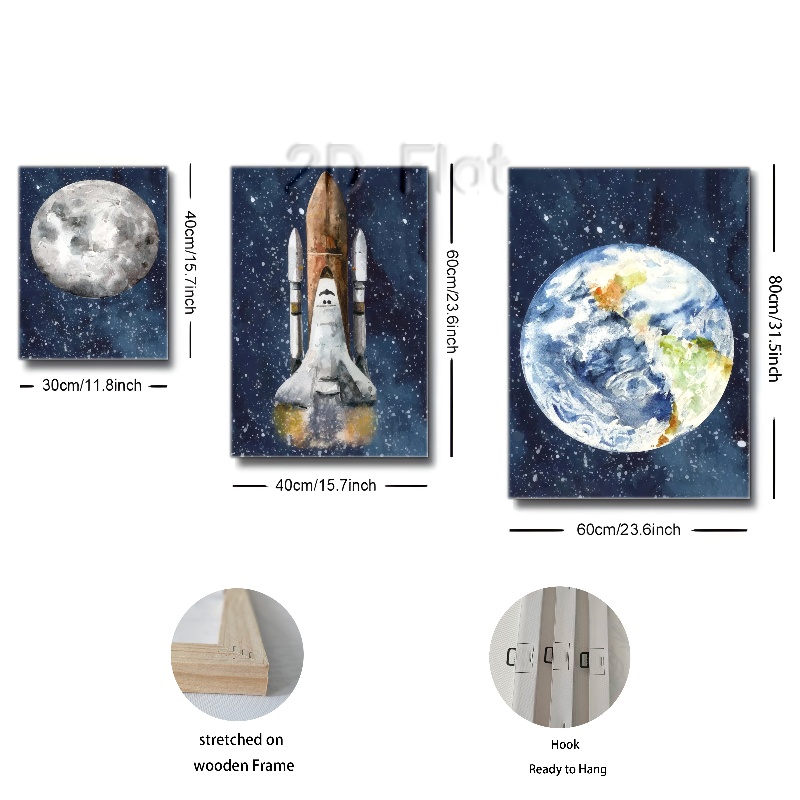 2D Flat
40cm/15.7inch
30cm/11.8inch
60cm/23.6inch
40cm/15.7inch
80cm/31.5inch
60cm/23.6inch
stretched on
wooden Frame
Hook
Ready to Hang